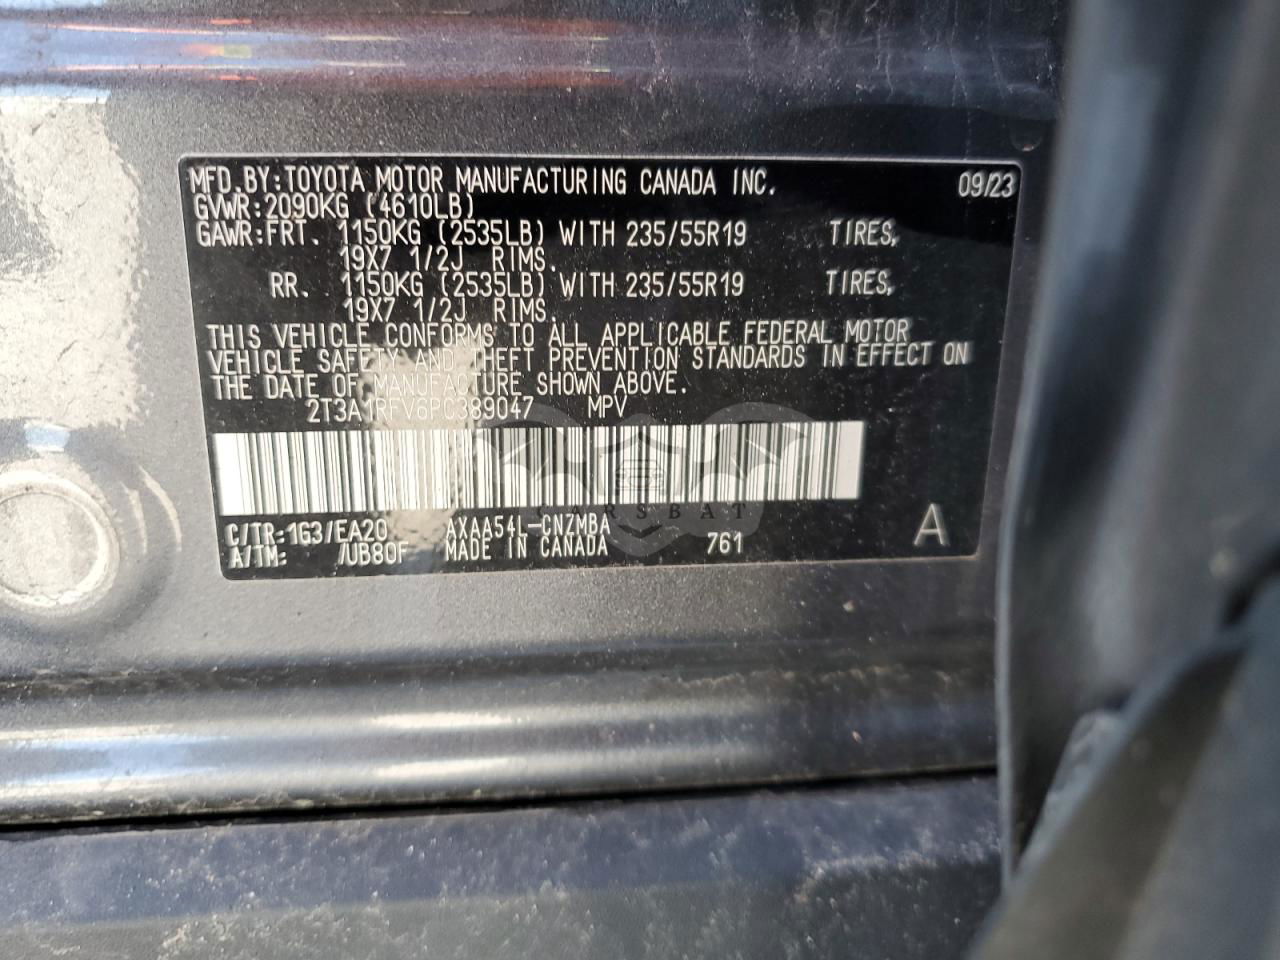 MFD.BY:TOYOTA MOTOR MANUFACTURING CANADA INC. 09/23
GVWR:2090KG (4610LB)
GAWR:FRT. 1150KG (2535LB) WITH 235/55R19 TIRES,
19X7 1/2J RIMS.
RR. 1150KG (2535LB) WITH 235/55R19 TIRES,
19X7 1/2J RIMS.
THIS VEHICLE CONFORMS TO ALL APPLICABLE FEDERAL MOTOR
VEHICLE SAFETY AND THEFT PREVENTION STANDARDS IN EFFECT ON
THE DATE OF MANUFACTURE SHOWN ABOVE.
2T3A1RFV6PC389047 MPV
CARSBAT
C/TR:1G3/EA20 AXAA54L-CNZMBA
A/TM: /UB80F MADE IN CANADA 761 A